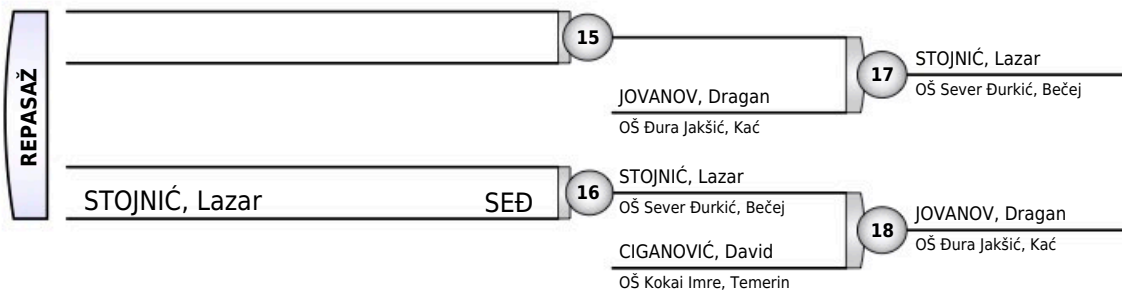 REPASAŽ
15
JOVANOV, Dragan
OŠ Đura Jakšić, Kać
17
STOJNIĆ, Lazar
OŠ Sever Đurkić, Bečej
STOJNIĆ, Lazar SEĐ
16
STOJNIĆ, Lazar
OŠ Sever Đurkić, Bečej
CIGANOVIĆ, David
OŠ Kokai Imre, Temerin
18
JOVANOV, Dragan
OŠ Đura Jakšić, Kać